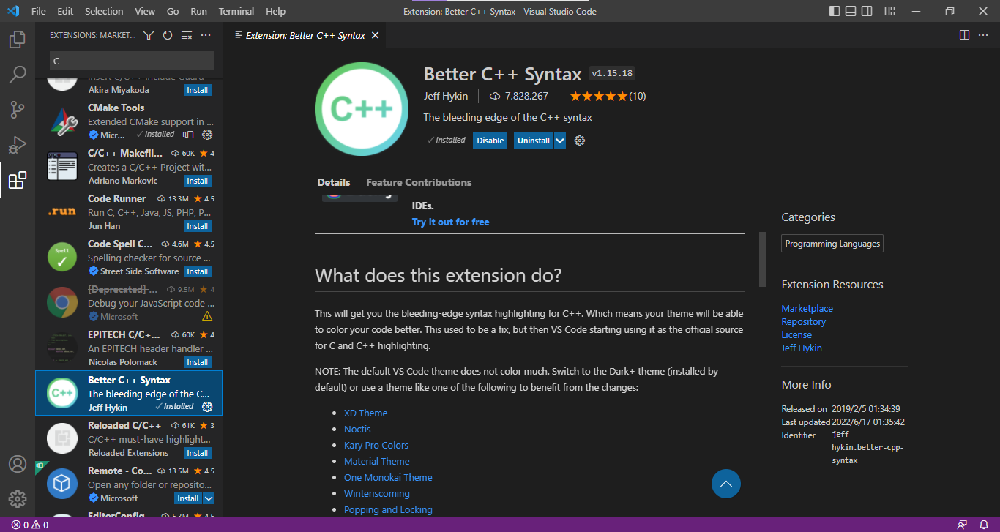 File Edit Selection View Go Run Terminal Help
Extension: Better C++ Syntax - Visual Studio Code
EXTENSIONS: MARKET...
C
Insert C/C++ Include Guard
Akira Miyakoda Install
CMake Tools
Extended CMake support in ...
Micr... ✓Installed
C/C++ Makefil... 60K ★ 4
Creates a C/C++ Project wit...
Adriano Markovic Install
.run
Code Runner 13.3M ★ 4.5
Run C, C++, Java, JS, PHP, P...
Jun Han Install
Spell
Code Spell C... 4.6M ★ 4.5
Spelling checker for source ...
Street Side Software Install
[Deprecated] ... 9.5M ★ 4
Debug your JavaScript code ...
Microsoft
EPITECH C/C+... 60K ★ 4
An EPITECH header handler ...
Nicolas Polomack Install
C++
Better C++ Syntax
The bleeding edge of the C...
Jeff Hykin ✓Installed
Reloaded C/C++ 61K ★ 3
C/C++ must-have highlight...
Reloaded Extensions Install
Remote - Co... 13.5M ★ 4.5
Open any folder or reposito...
Microsoft Install
EditorConfig 5.3M ★ 4.5
0 0
Extension: Better C++ Syntax
C++
Better C++ Syntax v1.15.18
Jeff Hykin 7,828,267 ★★★★★(10)
The bleeding edge of the C++ syntax
✓Installed Disable Uninstall
Details Feature Contributions
IDEs.
Try it out for free
What does this extension do?
This will get you the bleeding-edge syntax highlighting for C++. Which means your theme will be able
to color your code better. This used to be a fix, but then VS Code starting using it as the official source
for C and C++ highlighting.
NOTE: The default VS Code theme does not color much. Switch to the Dark+ theme (installed by
default) or use a theme like one of the following to benefit from the changes:
• XD Theme
• Noctis
• Kary Pro Colors
• Material Theme
• One Monokai Theme
• Winteriscoming
• Popping and Locking
Categories
Programming Languages
Extension Resources
Marketplace
Repository
License
Jeff Hykin
More Info
Released on 2019/2/5 01:34:39
Last updated 2022/6/17 01:35:42
Identifier jeff-
hykin.better-cpp-
syntax